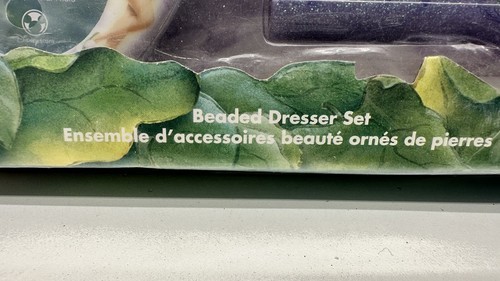 Beaded Dresser Set
Ensemble d'accessoires beauté ornés de pierres